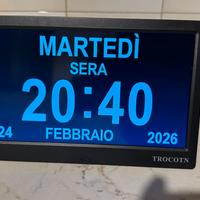 MARTEDÌ
SERA
20:40
24 FEBBRAIO 2026
TROCOTN